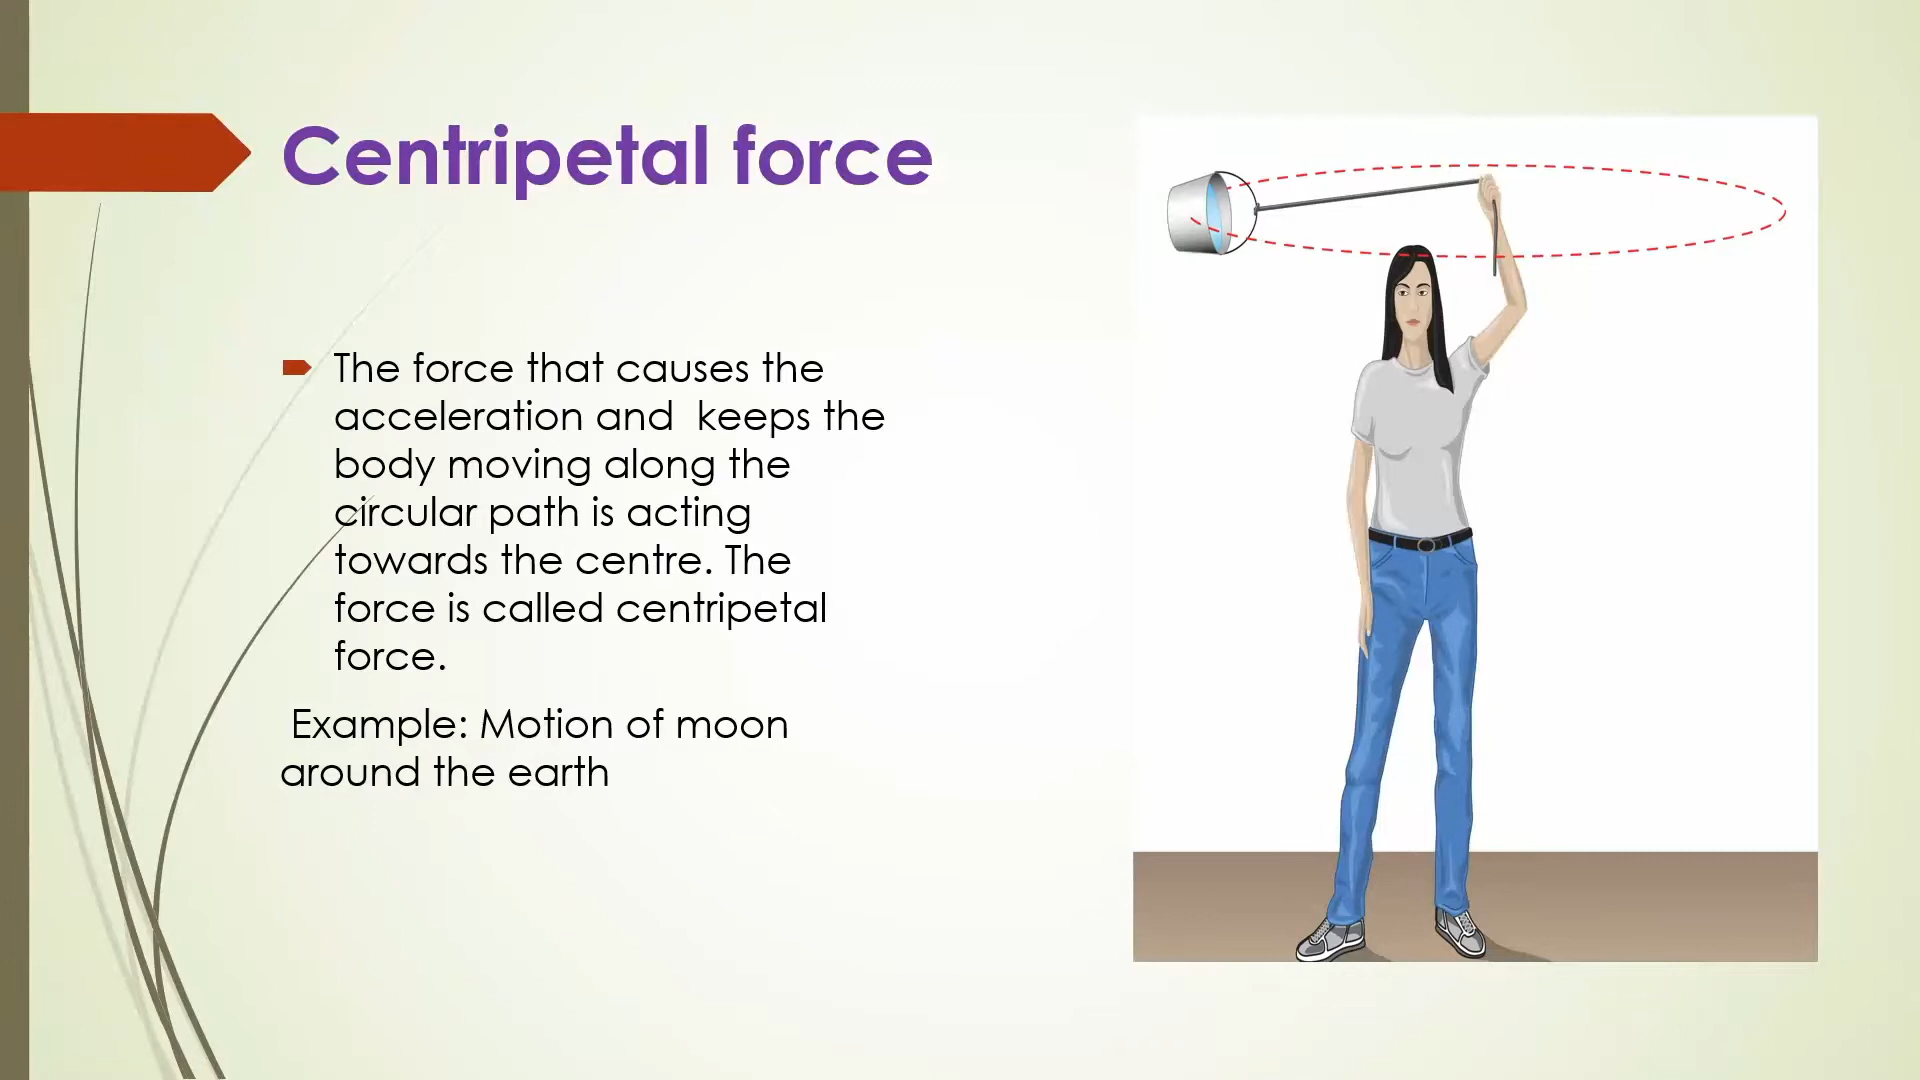 Centripetal force
The force that causes the
acceleration and  keeps the
body moving along the
circular path is acting
towards the centre. The
force is called centripetal
force.
Example: Motion of moon
around the earth